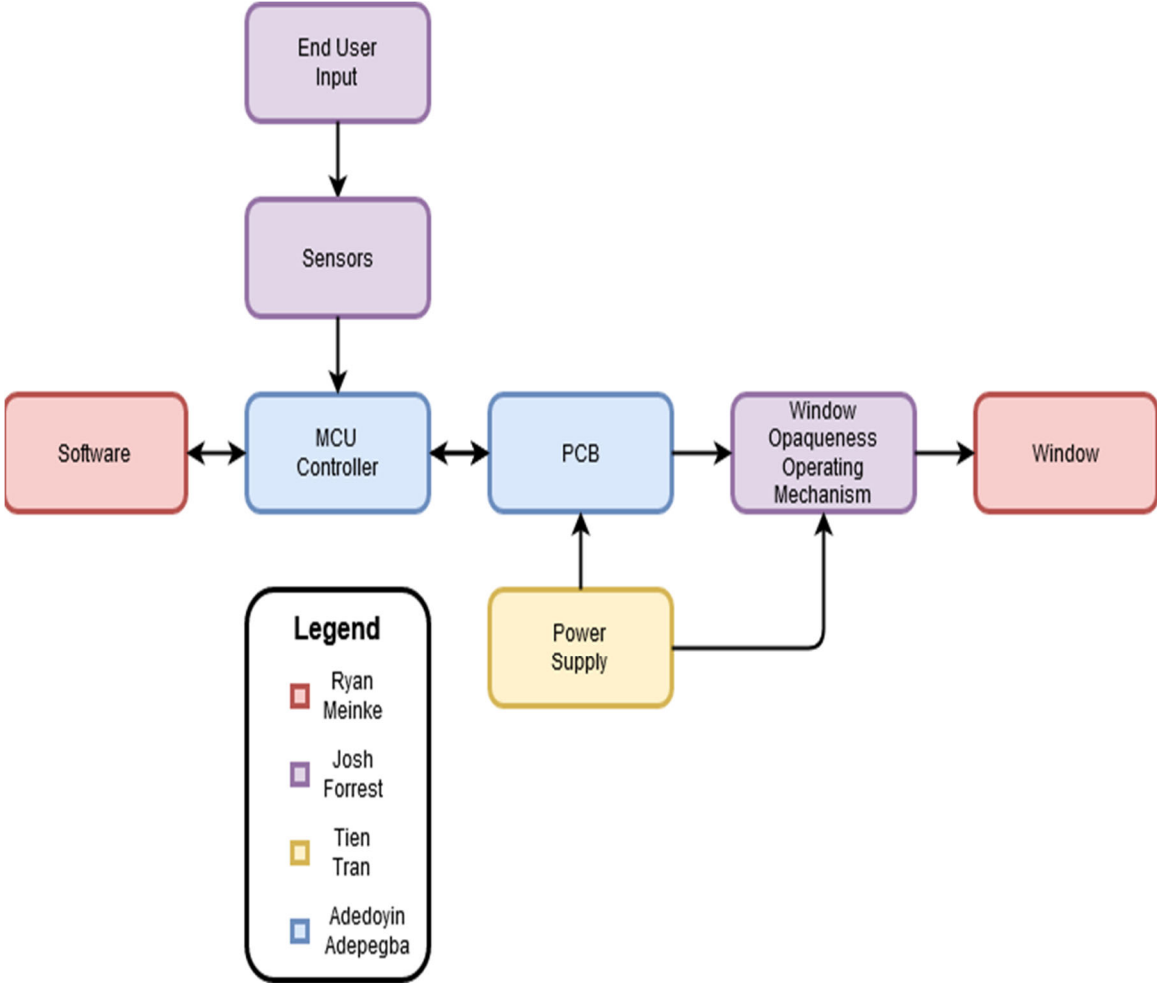 End User
Input
Sensors
Software
MCU
Controller
PCB
Window
Opaqueness
Operating
Mechanism
Window
Power
Supply
Legend
Ryan
Meinke
Josh
Forrest
Tien
Tran
Adedoyin
Adepegba